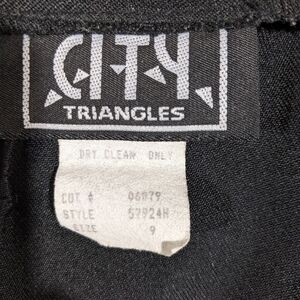 CITY
TRIANGLES
DRY CLEAN ONLY
CUT # 06079
STYLE 57924H
SIZE 9